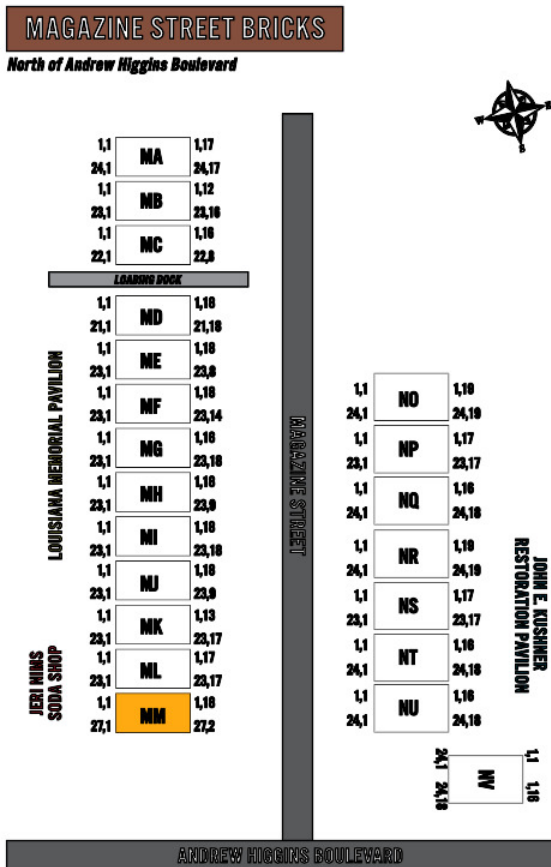 MAGAZINE STREET BRICKS
North of Andrew Higgins Boulevard
N
W
E
S
1,1 MA 1,17
24,1 24,17
1,1 MB 1,12
23,1 23,16
1,1 MC 1,16
22,1 22,8
LOADING DOCK
1,1 MD 1,18
21,1 21,18
1,1 ME 1,18
23,1 23,8
1,1 MF 1,18
23,1 23,14
1,1 MG 1,16
23,1 23,18
1,1 MH 1,18
23,1 23,9
1,1 MI 1,18
23,1 23,18
1,1 MJ 1,18
23,1 23,9
1,1 MK 1,13
23,1 23,17
1,1 ML 1,17
23,1 23,17
1,1 MM 1,18
27,1 27,2
LOUISIANA MEMORIAL PAVILION
JERI NIMS
SODA SHOP
MAGAZINE STREET
1,1 NO 1,19
24,1 24,19
1,1 NP 1,17
23,1 23,17
1,1 NQ 1,16
24,1 24,18
1,1 NR 1,19
24,1 24,19
1,1 NS 1,17
23,1 23,17
1,1 NT 1,16
24,1 24,18
1,1 NU 1,16
24,1 24,18
JOHN E. KUSHNER
RESTORATION PAVILION
1,1 NV 1,16
24,1 24,18
ANDREW HIGGINS BOULEVARD